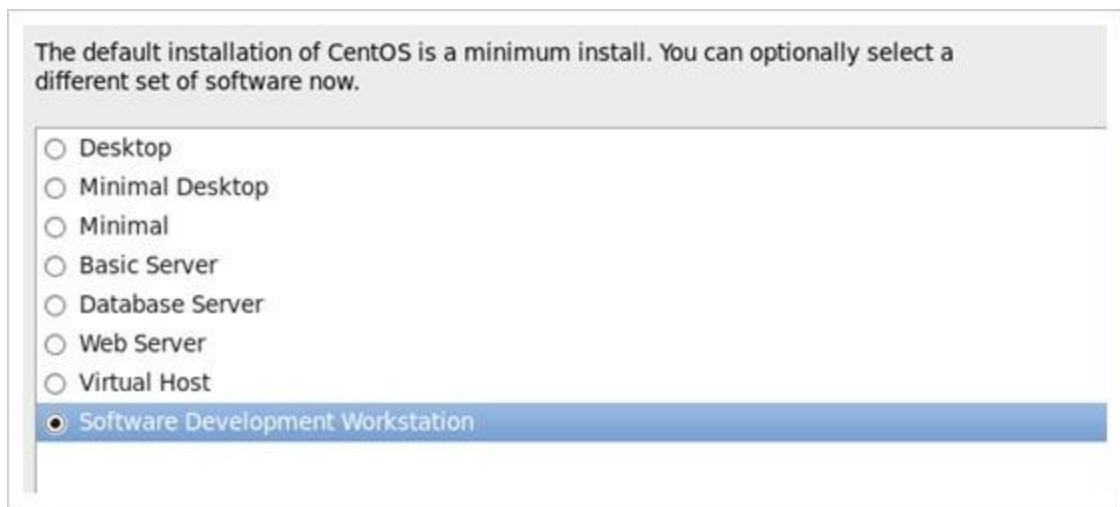 The default installation of CentOS is a minimum install. You can optionally select a
different set of software now.
Desktop
Minimal Desktop
Minimal
Basic Server
Database Server
Web Server
Virtual Host
Software Development Workstation